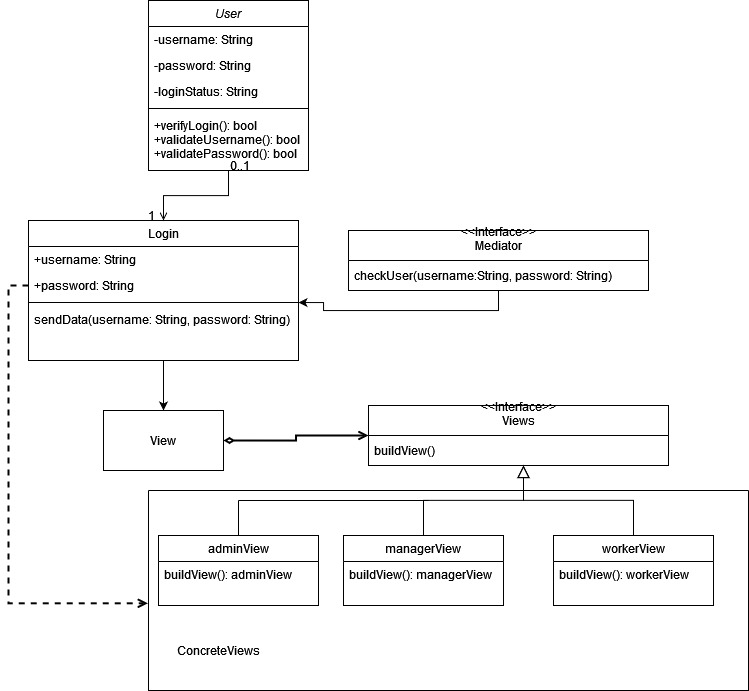 User
-username: String
-password: String
-loginStatus: String
+verifyLogin(): bool
+validateUsername(): bool
+validatePassword(): bool
0..1
1
Login
+username: String
+password: String
sendData(username: String, password: String)
<<Interface>>
Mediator
checkUser(username:String, password: String)
View
<<Interface>>
Views
buildView()
adminView
buildView(): adminView
managerView
buildView(): managerView
workerView
buildView(): workerView
ConcreteViews